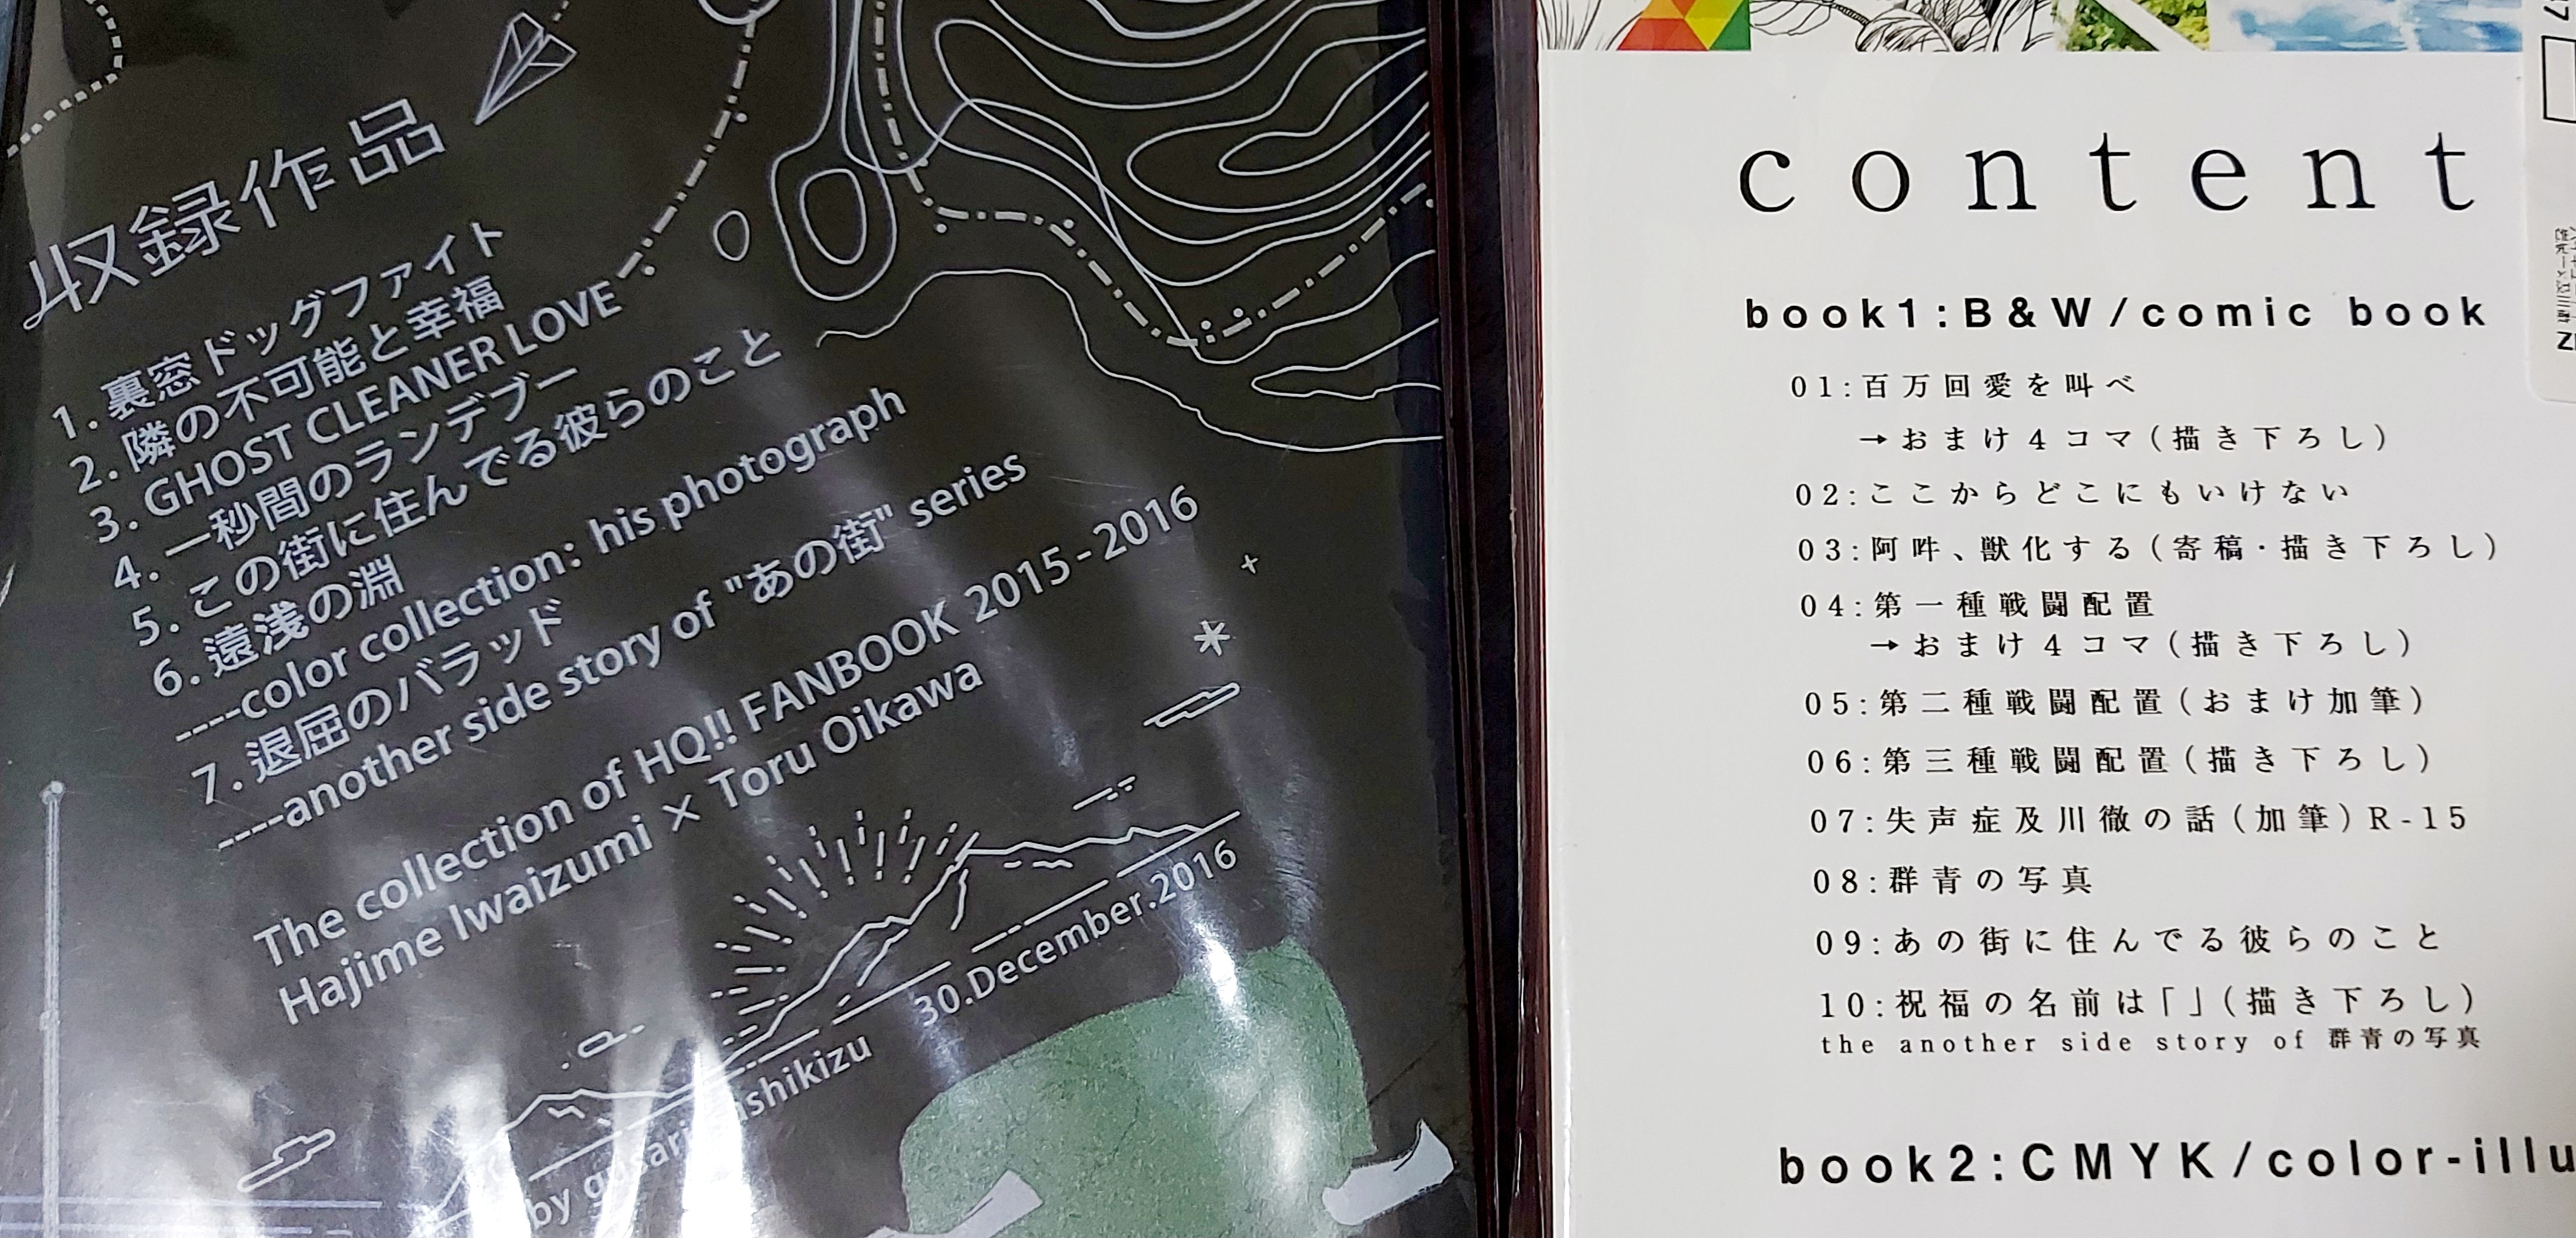 収録作品
1. 裏窓ドッグファイト
2. 隣の不可能と幸福
3. GHOST CLEANER LOVE
4. 一秒間のランデブー
5. この街に住んでる彼らのこと
6. 遠浅の淵
----color collection: his photograph
7. 退屈のバラッド
----another side story of "あの街" series
The collection of HQ!! FANBOOK 2015-2016
Hajime Iwaizumi × Toru Oikawa
30.December.2016
by
content
book1:B&W/comic book
01:百万回愛を叫べ
→おまけ4コマ(描き下ろし)
02:ここからどこにもいけない
03:阿吽、獣化する(寄稿・描き下ろし)
04:第一種戦闘配置
→おまけ4コマ(描き下ろし)
05:第二種戦闘配置(おまけ加筆)
06:第三種戦闘配置(描き下ろし)
07:失声症及川徹の話(加筆)R-15
08:群青の写真
09:あの街に住んでる彼らのこと
10:祝福の名前は「」(描き下ろし)
the another side story of 群青の写真
book2:CMYK/color-illu